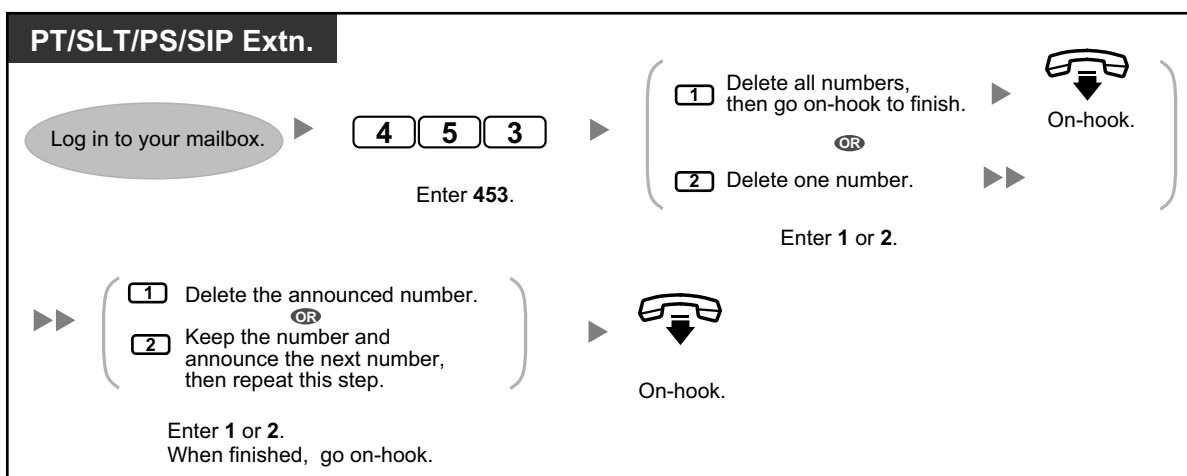 PT/SLT/PS/SIP Extn.
Log in to your mailbox.
4 5 3
Enter 453.
1 Delete all numbers,
then go on-hook to finish.
On-hook.
OR
2 Delete one number.
Enter 1 or 2.
1 Delete the announced number.
OR
2 Keep the number and
announce the next number,
then repeat this step.
Enter 1 or 2.
When finished, go on-hook.
On-hook.